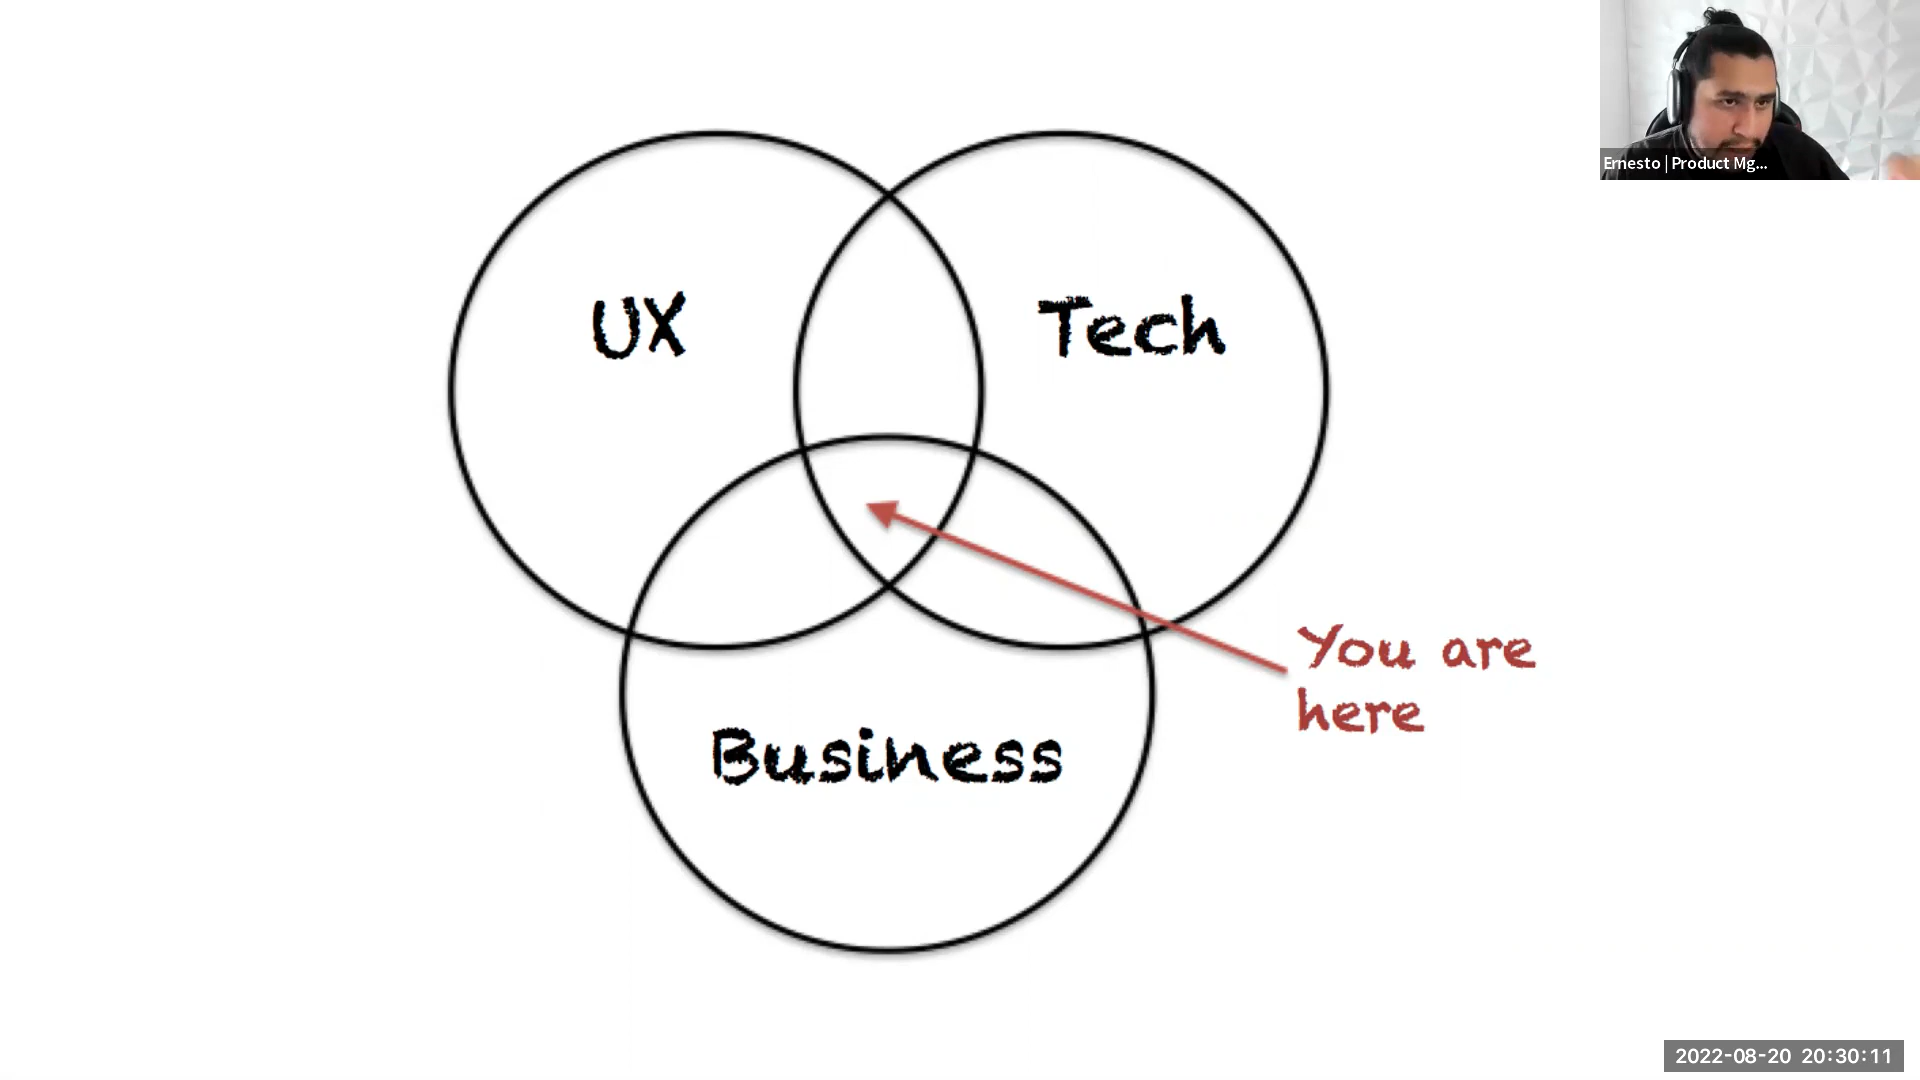 Ernesto | Product Mg...
UX
Tech
You are
here
Business
2022-08-20 20:30:11